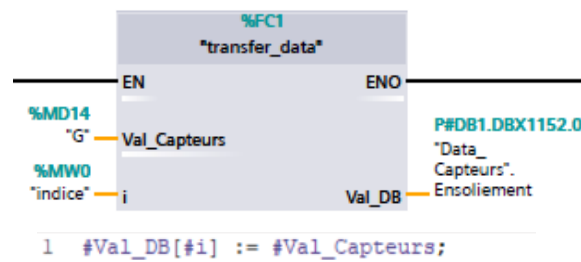 %FC1
"transfer_data"
EN
ENO
%MD14
"G"
Val_Capteurs
%MW0
"indice"
i
Val_DB
P#DB1.DBX1152.0
"Data_
Capteurs".
Ensoliement
1 #Val_DB[#i] := #Val_Capteurs;